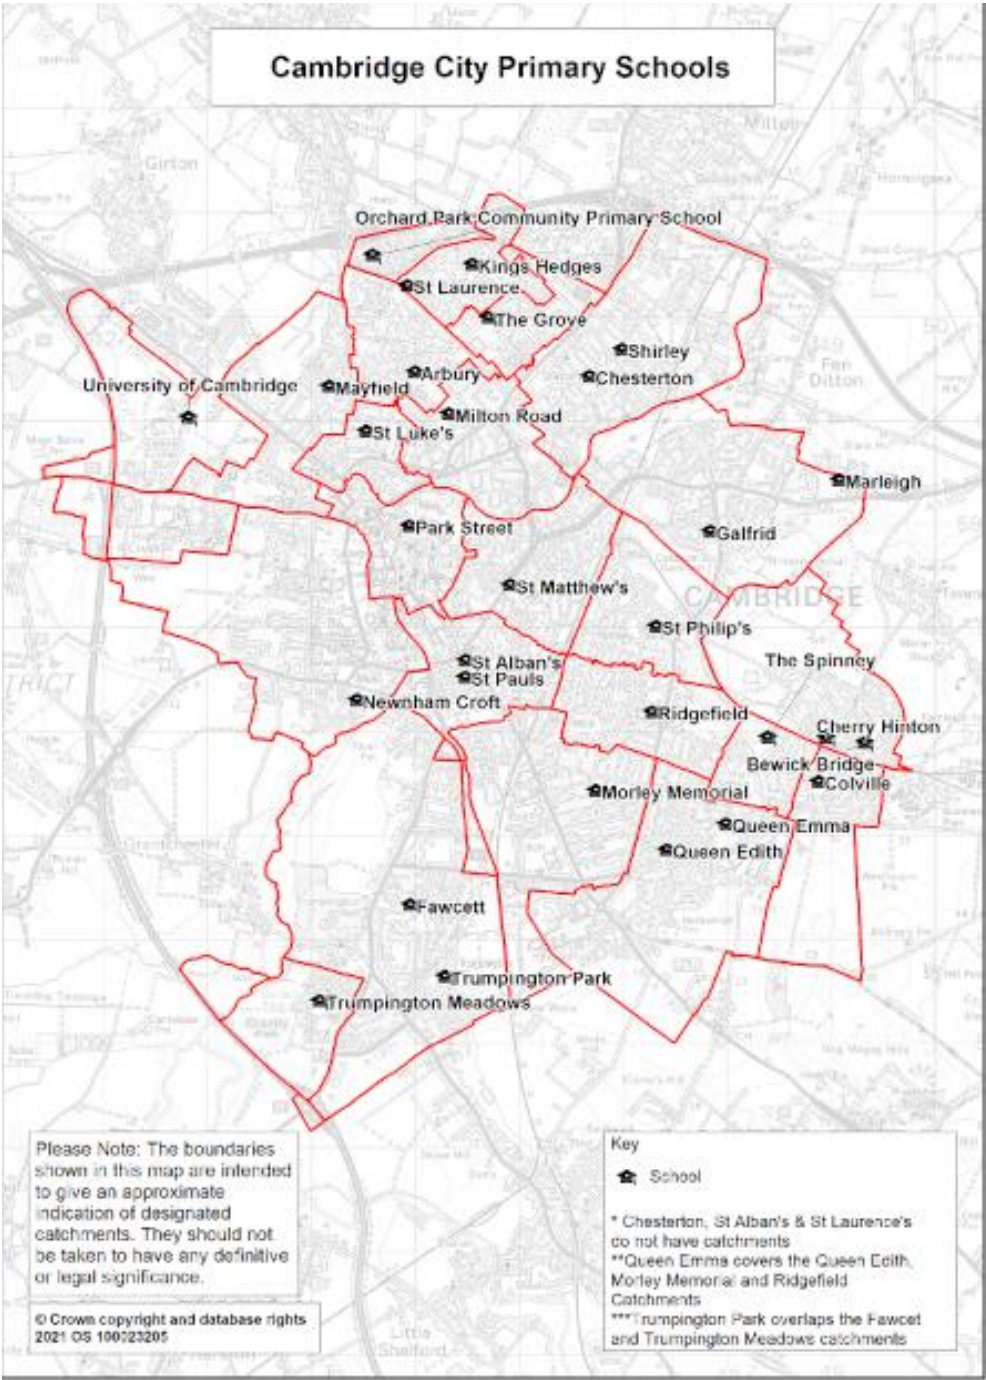 Cambridge City Primary Schools
Milton
Girton
Horningsea
Orchard Park Community Primary School
Kings Hedges
St Laurence
The Grove
Shirley
Fen
Ditton
University of Cambridge
Mayfield
Arbury
Chesterton
Milton Road
St Luke's
Marleigh
Park Street
Galfrid
St Matthew's
CAMBRIDGE
St Philip's
St Alban's
The Spinney
TRICT
St Pauls
Newnham Croft
Ridgefield
Cherry Hinton
Bewick Bridge
Morley Memorial
Colville
Queen Emma
Grantchester
Queen Edith
Fawcett
Trumpington Park
Trumpington Meadows
Please Note: The boundaries
shown in this map are intended
to give an approximate
indication of designated
catchments. They should not
be taken to have any definitive
or legal significance.
© Crown copyright and database rights
2021 OS 100023205
Key
School
* Chesterton, St Alban's & St Laurence's
do not have catchments
**Queen Emma covers the Queen Edith,
Morley Memorial and Ridgefield
Catchments
***Trumpington Park overlaps the Fawcet
and Trumpington Meadows catchments
Little
Shelford